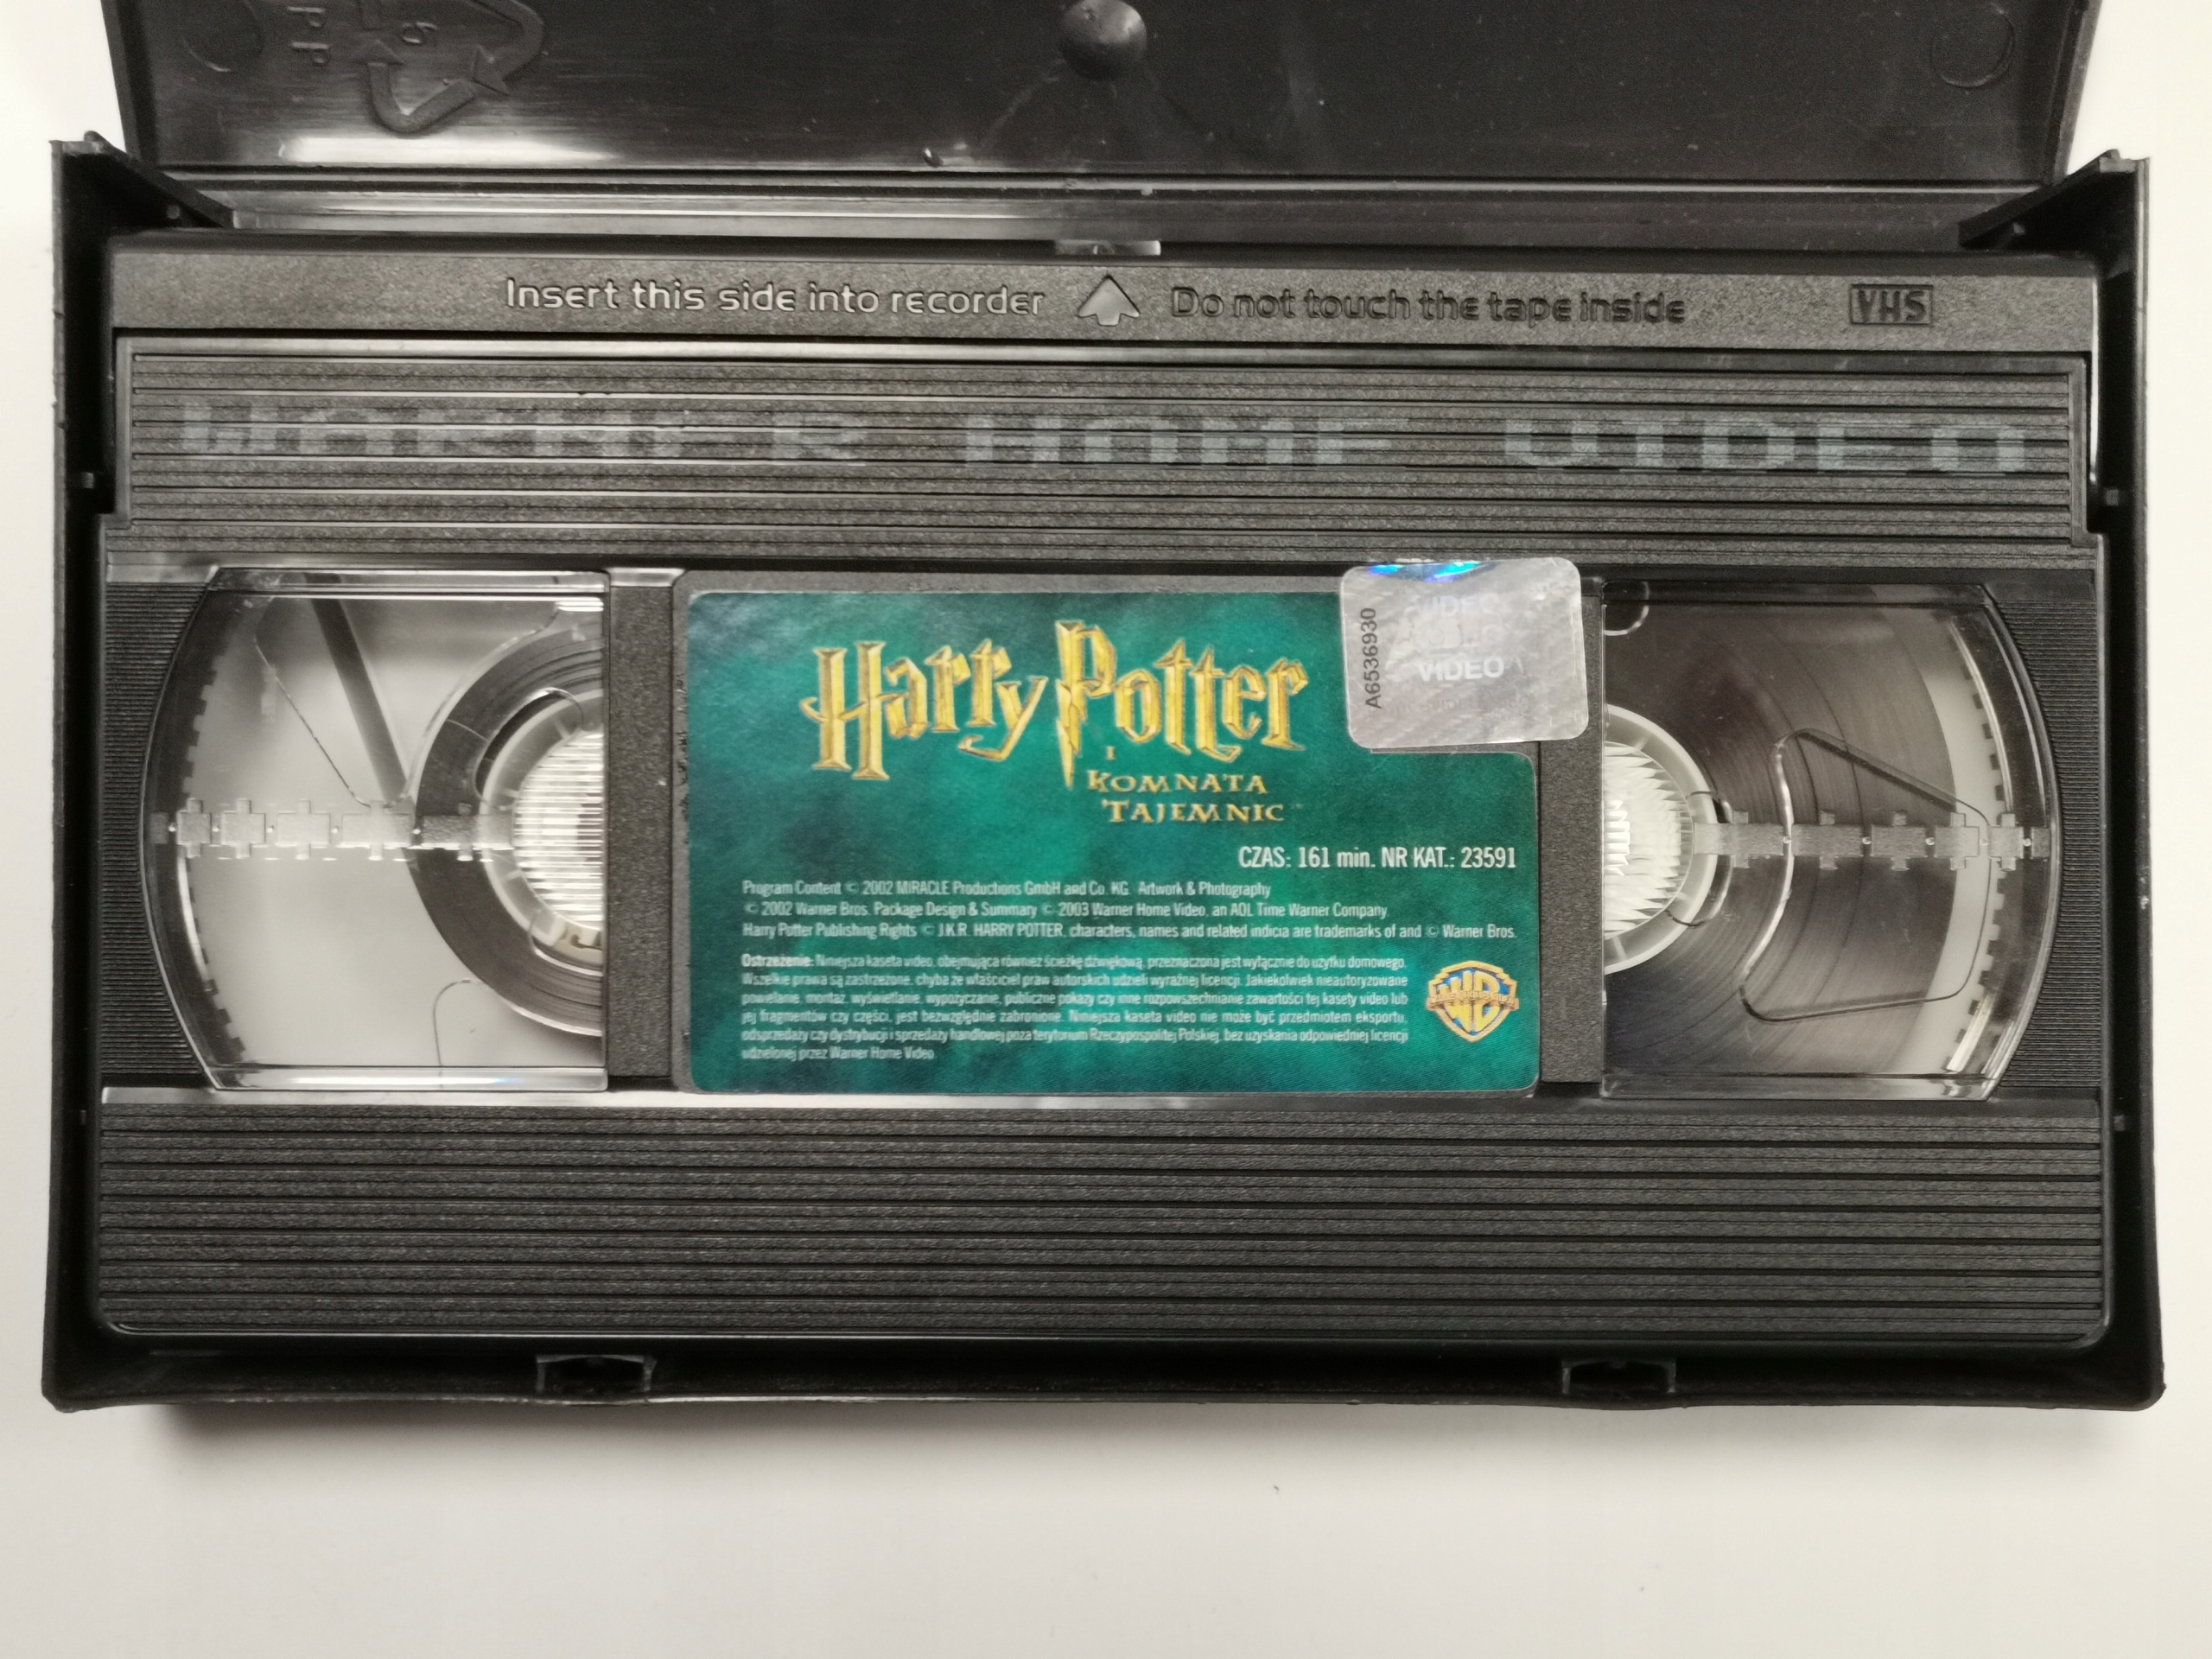 PP
Insert this side into recorder Do not touch the tape inside VHS
WARNER HOME VIDEO
A6536930
VIDEO
VIDEO
Harry Potter
I
KOMNATA
TAJEMNIC
CZAS: 161 min. NR KAT.: 23591
Program Content © 2002 MIRACLE Productions GmbH and Co. KG. Artwork & Photography
© 2002 Warner Bros. Package Design & Summary © 2003 Warner Home Video, an AOL Time Warner Company.
Harry Potter Publishing Rights © J.K.R. HARRY POTTER, characters, names and related indicia are trademarks of and © Warner Bros.
Ostrzeżenie: Niniejsza kaseta video, obejmująca również ścieżkę dźwiękową, przeznaczona jest wyłącznie do użytku domowego.
Wszelkie prawa są zastrzeżone, chyba że właściciel praw autorskich udzieli wyraźnej licencji. Jakiekolwiek nieautoryzowane
powielanie, montaż, wyświetlanie, wypożyczanie, publiczne pokazy czy inne rozpowszechnianie zawartości tej kasety video lub
jej fragmentów czy części, jest bezwzględnie zabronione. Niniejsza kaseta video nie może być przedmiotem eksportu,
odsprzedaży czy dystrybucji i sprzedaży handlowej poza terytorium Rzeczypospolitej Polskiej, bez uzyskania odpowiedniej licencji
udzielonej przez Warner Home Video.
WB